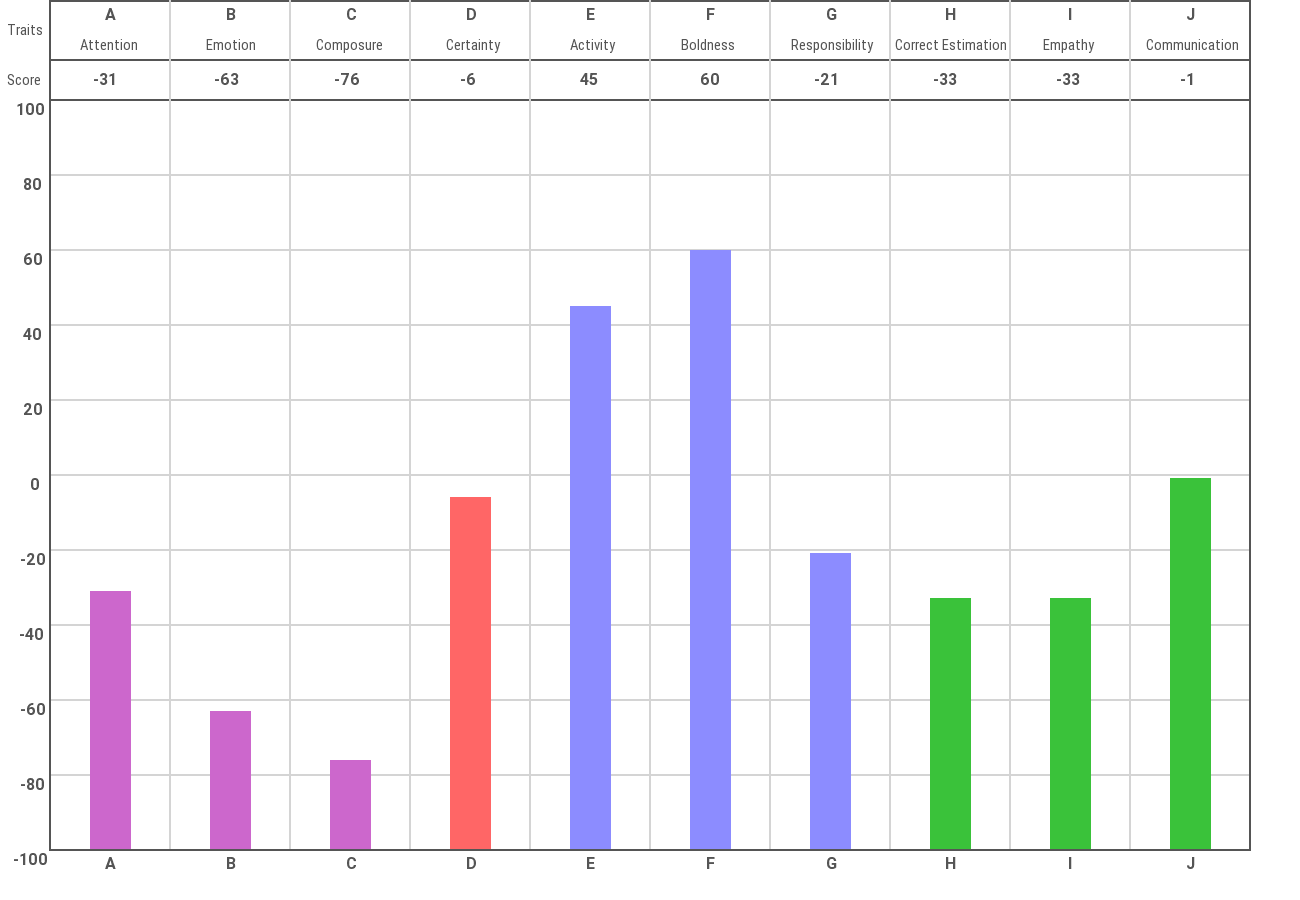 A B C D E F G H I J
Traits
Attention Emotion Composure Certainty Activity Boldness Responsibility Correct Estimation Empathy Communication
Score -31 -63 -76 -6 45 60 -21 -33 -33 -1
100
80
60
40
20
0
-20
-40
-60
-80
-100
A B C D E F G H I J